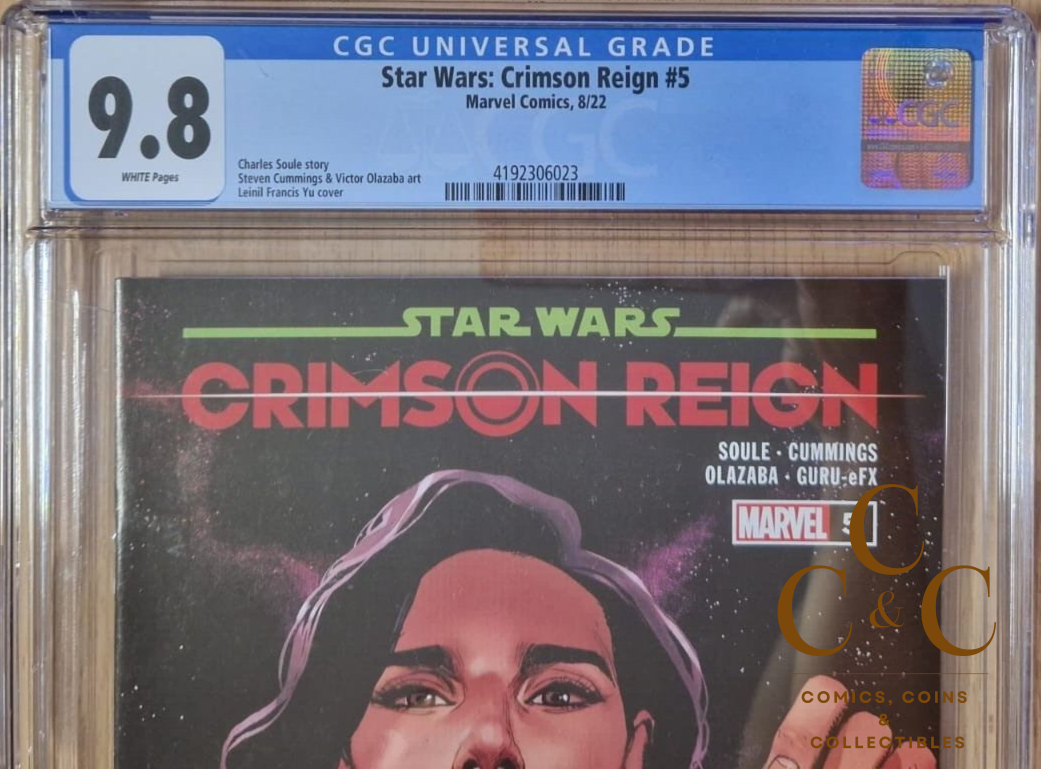 CGC UNIVERSAL GRADE
9.8
WHITE Pages
Star Wars: Crimson Reign #5
Marvel Comics, 8/22
Charles Soule story
Steven Cummings & Victor Olazaba art
Leinil Francis Yu cover
4192306023
CGC
STAR WARS
CRIMSON REIGN
SOULE · CUMMINGS
OLAZABA · GURU-eFX
MARVEL 5
C
C & C
COMICS, COINS
&
COLLECTIBLES